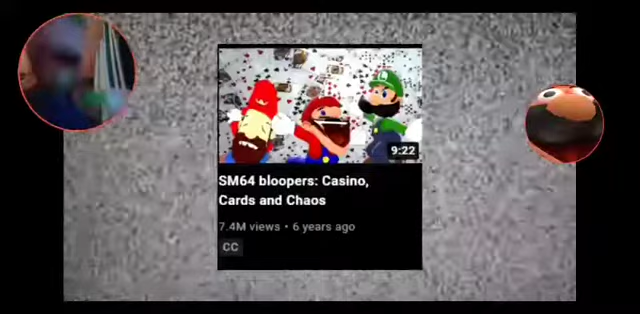 9:22
SM64 bloopers: Casino,
Cards and Chaos
7.4M views • 6 years ago
CC